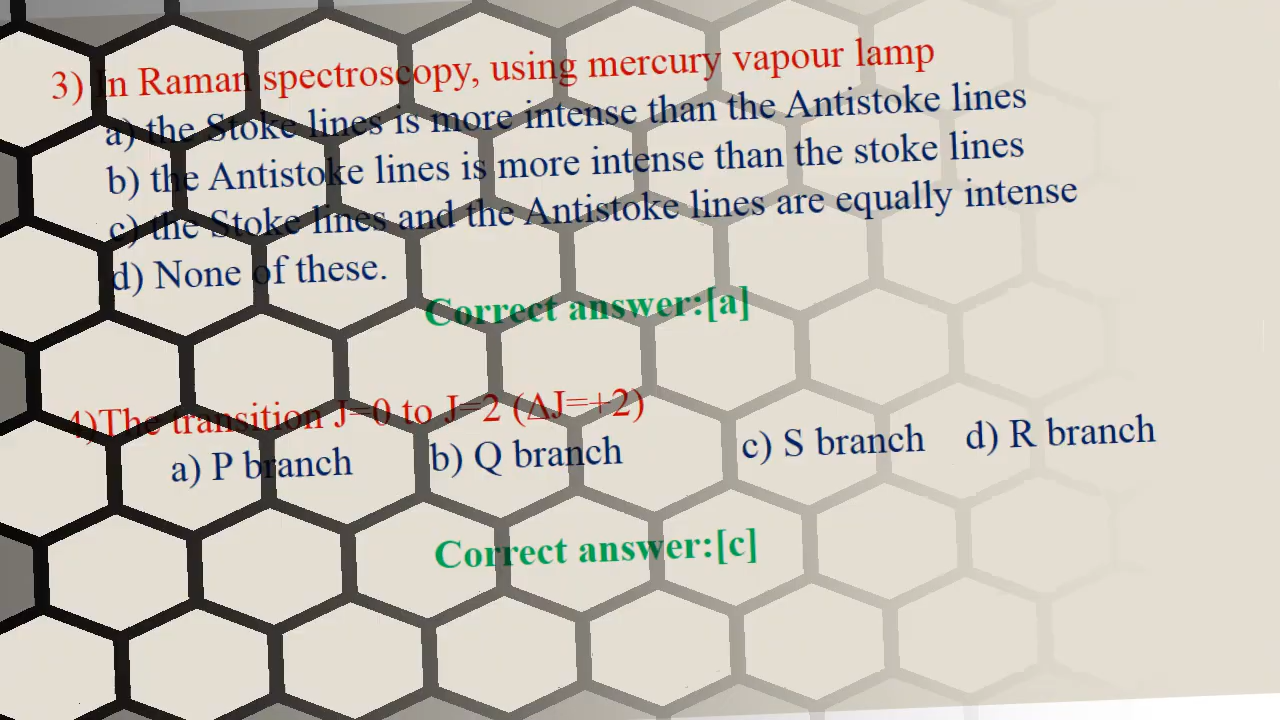 3) In Raman spectroscopy, using mercury vapour lamp
a) the Stoke lines is more intense than the Antistoke lines
b) the Antistoke lines is more intense than the stoke lines
c) the Stoke lines and the Antistoke lines are equally intense
d) None of these.
Correct answer:[a]
4)The transition J=0 to J=2 (ΔJ=+2)
a) P branch b) Q branch c) S branch d) R branch
Correct answer:[c]